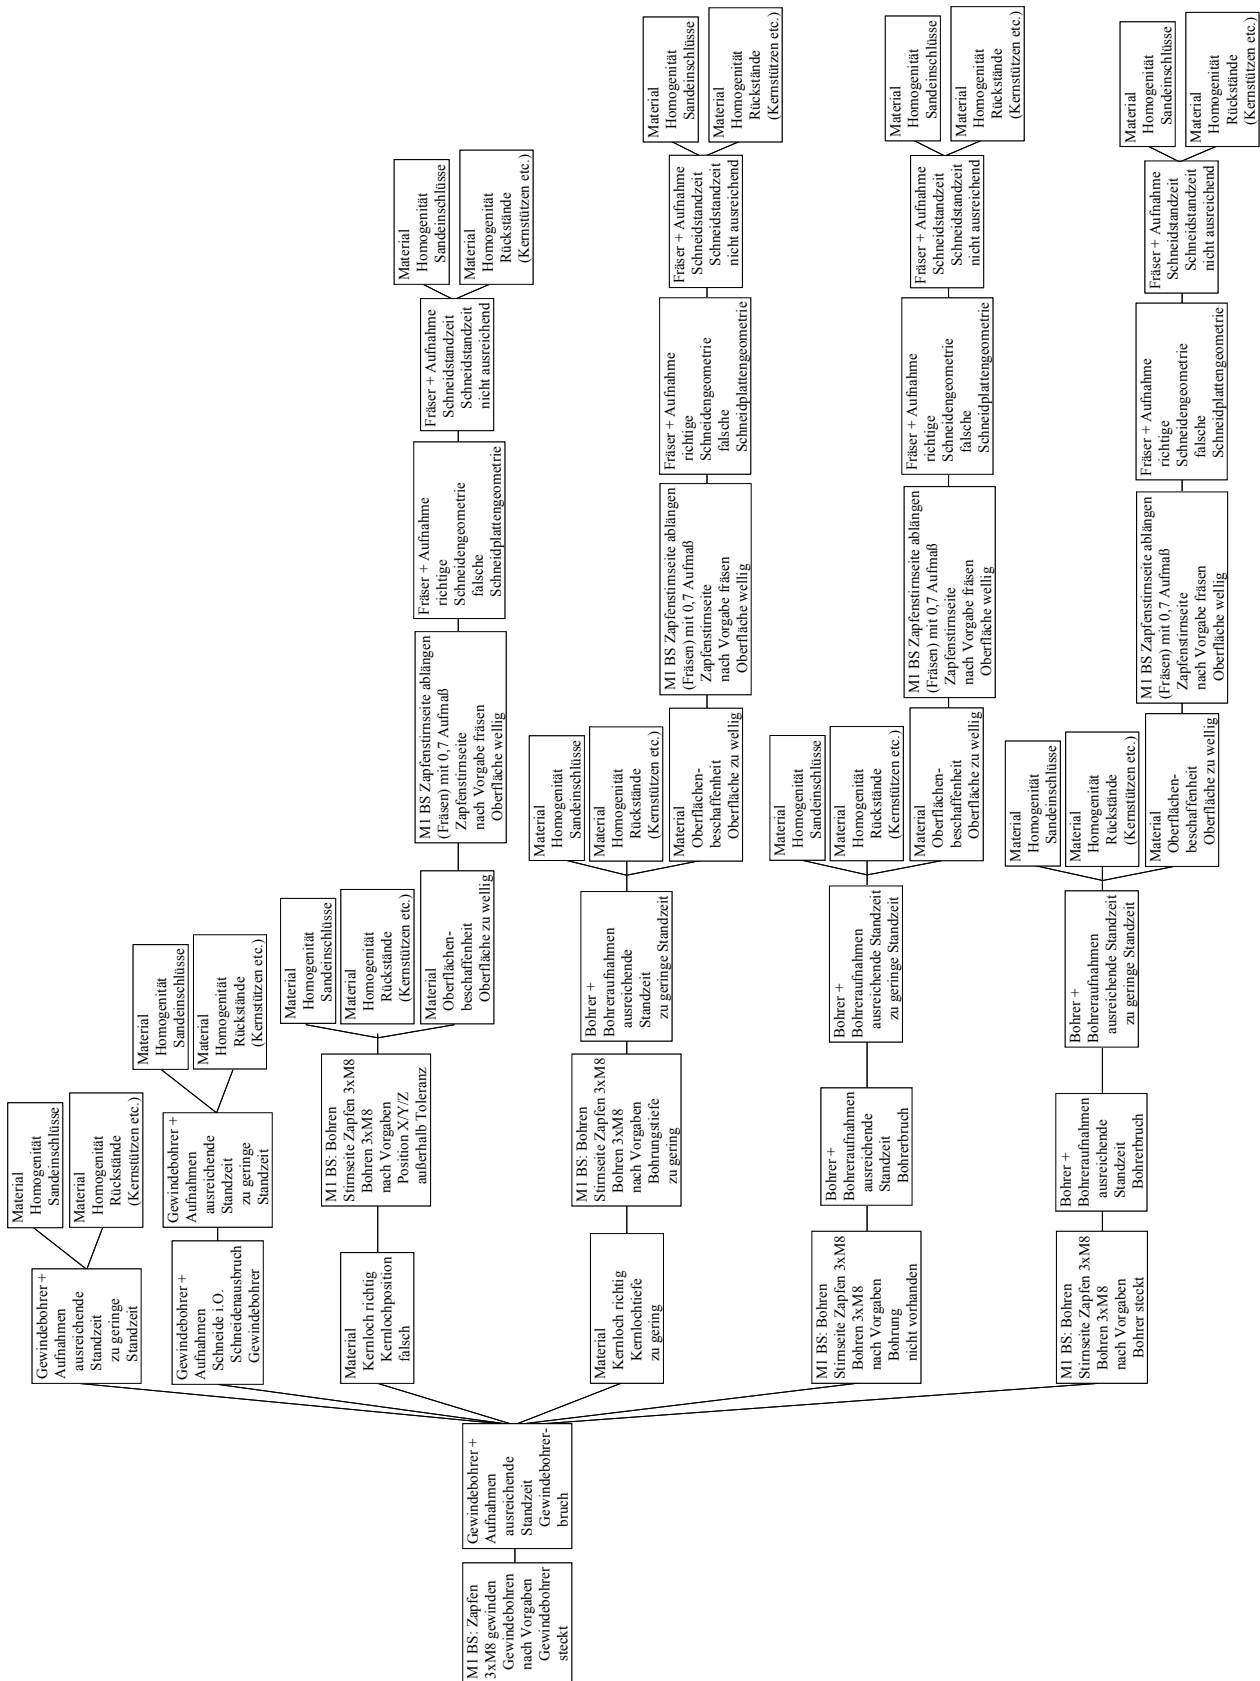 M1 BS: Zapfen
3xM8 gewinden
Gewindebohren
nach Vorgaben
Gewindebohrer
steckt
Gewindebohrer +
Aufnahmen
ausreichende
Standzeit
Gewindebohrer-
bruch
Gewindebohrer +
Aufnahmen
ausreichende
Standzeit
zu geringe
Standzeit
Material
Homogenität
Sandeinschlüsse
Material
Homogenität
Rückstände
(Kernstützen etc.)
Gewindebohrer +
Aufnahmen
Schneide i.O.
Schneidenausbruch
Gewindebohrer
Gewindebohrer +
Aufnahmen
ausreichende
Standzeit
zu geringe
Standzeit
Material
Homogenität
Sandeinschlüsse
Material
Homogenität
Rückstände
(Kernstützen etc.)
Material
Kernloch richtig
Kernlochposition
falsch
M1 BS: Bohren
Stirnseite Zapfen 3xM8
Bohren 3xM8
nach Vorgaben
Position X/Y/Z
außerhalb Toleranz
Material
Homogenität
Sandeinschlüsse
Material
Homogenität
Rückstände
(Kernstützen etc.)
Material
Oberflächen-
beschaffenheit
Oberfläche zu wellig
M1 BS Zapfenstirnseite ablängen
(Fräsen) mit 0,7 Aufmaß
Zapfenstirnseite
nach Vorgabe fräsen
Oberfläche wellig
Fräser + Aufnahme
richtige
Schneidengeometrie
falsche
Schneidplattengeometrie
Fräser + Aufnahme
Schneidstandzeit
Schneidstandzeit
nicht ausreichend
Material
Homogenität
Sandeinschlüsse
Material
Homogenität
Rückstände
(Kernstützen etc.)
Material
Kernloch richtig
Kernlochtiefe
zu gering
M1 BS: Bohren
Stirnseite Zapfen 3xM8
Bohren 3xM8
nach Vorgaben
Bohrungstiefe
zu gering
Bohrer +
Bohreraufnahmen
ausreichende
Standzeit
zu geringe Standzeit
Material
Homogenität
Sandeinschlüsse
Material
Homogenität
Rückstände
(Kernstützen etc.)
Material
Oberflächen-
beschaffenheit
Oberfläche zu wellig
M1 BS Zapfenstirnseite ablängen
(Fräsen) mit 0,7 Aufmaß
Zapfenstirnseite
nach Vorgabe fräsen
Oberfläche wellig
Fräser + Aufnahme
richtige
Schneidengeometrie
falsche
Schneidplattengeometrie
Fräser + Aufnahme
Schneidstandzeit
Schneidstandzeit
nicht ausreichend
Material
Homogenität
Sandeinschlüsse
Material
Homogenität
Rückstände
(Kernstützen etc.)
M1 BS: Bohren
Stirnseite Zapfen 3xM8
Bohren 3xM8
nach Vorgaben
Bohrung
nicht vorhanden
Bohrer +
Bohreraufnahmen
ausreichende
Standzeit
Bohrerbruch
Bohrer +
Bohreraufnahmen
ausreichende Standzeit
zu geringe Standzeit
Material
Homogenität
Sandeinschlüsse
Material
Homogenität
Rückstände
(Kernstützen etc.)
Material
Oberflächen-
beschaffenheit
Oberfläche zu wellig
M1 BS Zapfenstirnseite ablängen
(Fräsen) mit 0,7 Aufmaß
Zapfenstirnseite
nach Vorgabe fräsen
Oberfläche wellig
Fräser + Aufnahme
richtige
Schneidengeometrie
falsche
Schneidplattengeometrie
Fräser + Aufnahme
Schneidstandzeit
Schneidstandzeit
nicht ausreichend
Material
Homogenität
Sandeinschlüsse
Material
Homogenität
Rückstände
(Kernstützen etc.)
M1 BS: Bohren
Stirnseite Zapfen 3xM8
Bohren 3xM8
nach Vorgaben
Bohrer steckt
Bohrer +
Bohreraufnahmen
ausreichende
Standzeit
Bohrerbruch
Bohrer +
Bohreraufnahmen
ausreichende Standzeit
zu geringe Standzeit
Material
Homogenität
Sandeinschlüsse
Material
Homogenität
Rückstände
(Kernstützen etc.)
Material
Oberflächen-
beschaffenheit
Oberfläche zu wellig
M1 BS Zapfenstirnseite ablängen
(Fräsen) mit 0,7 Aufmaß
Zapfenstirnseite
nach Vorgabe fräsen
Oberfläche wellig
Fräser + Aufnahme
richtige
Schneidengeometrie
falsche
Schneidplattengeometrie
Fräser + Aufnahme
Schneidstandzeit
Schneidstandzeit
nicht ausreichend
Material
Homogenität
Sandeinschlüsse
Material
Homogenität
Rückstände
(Kernstützen etc.)